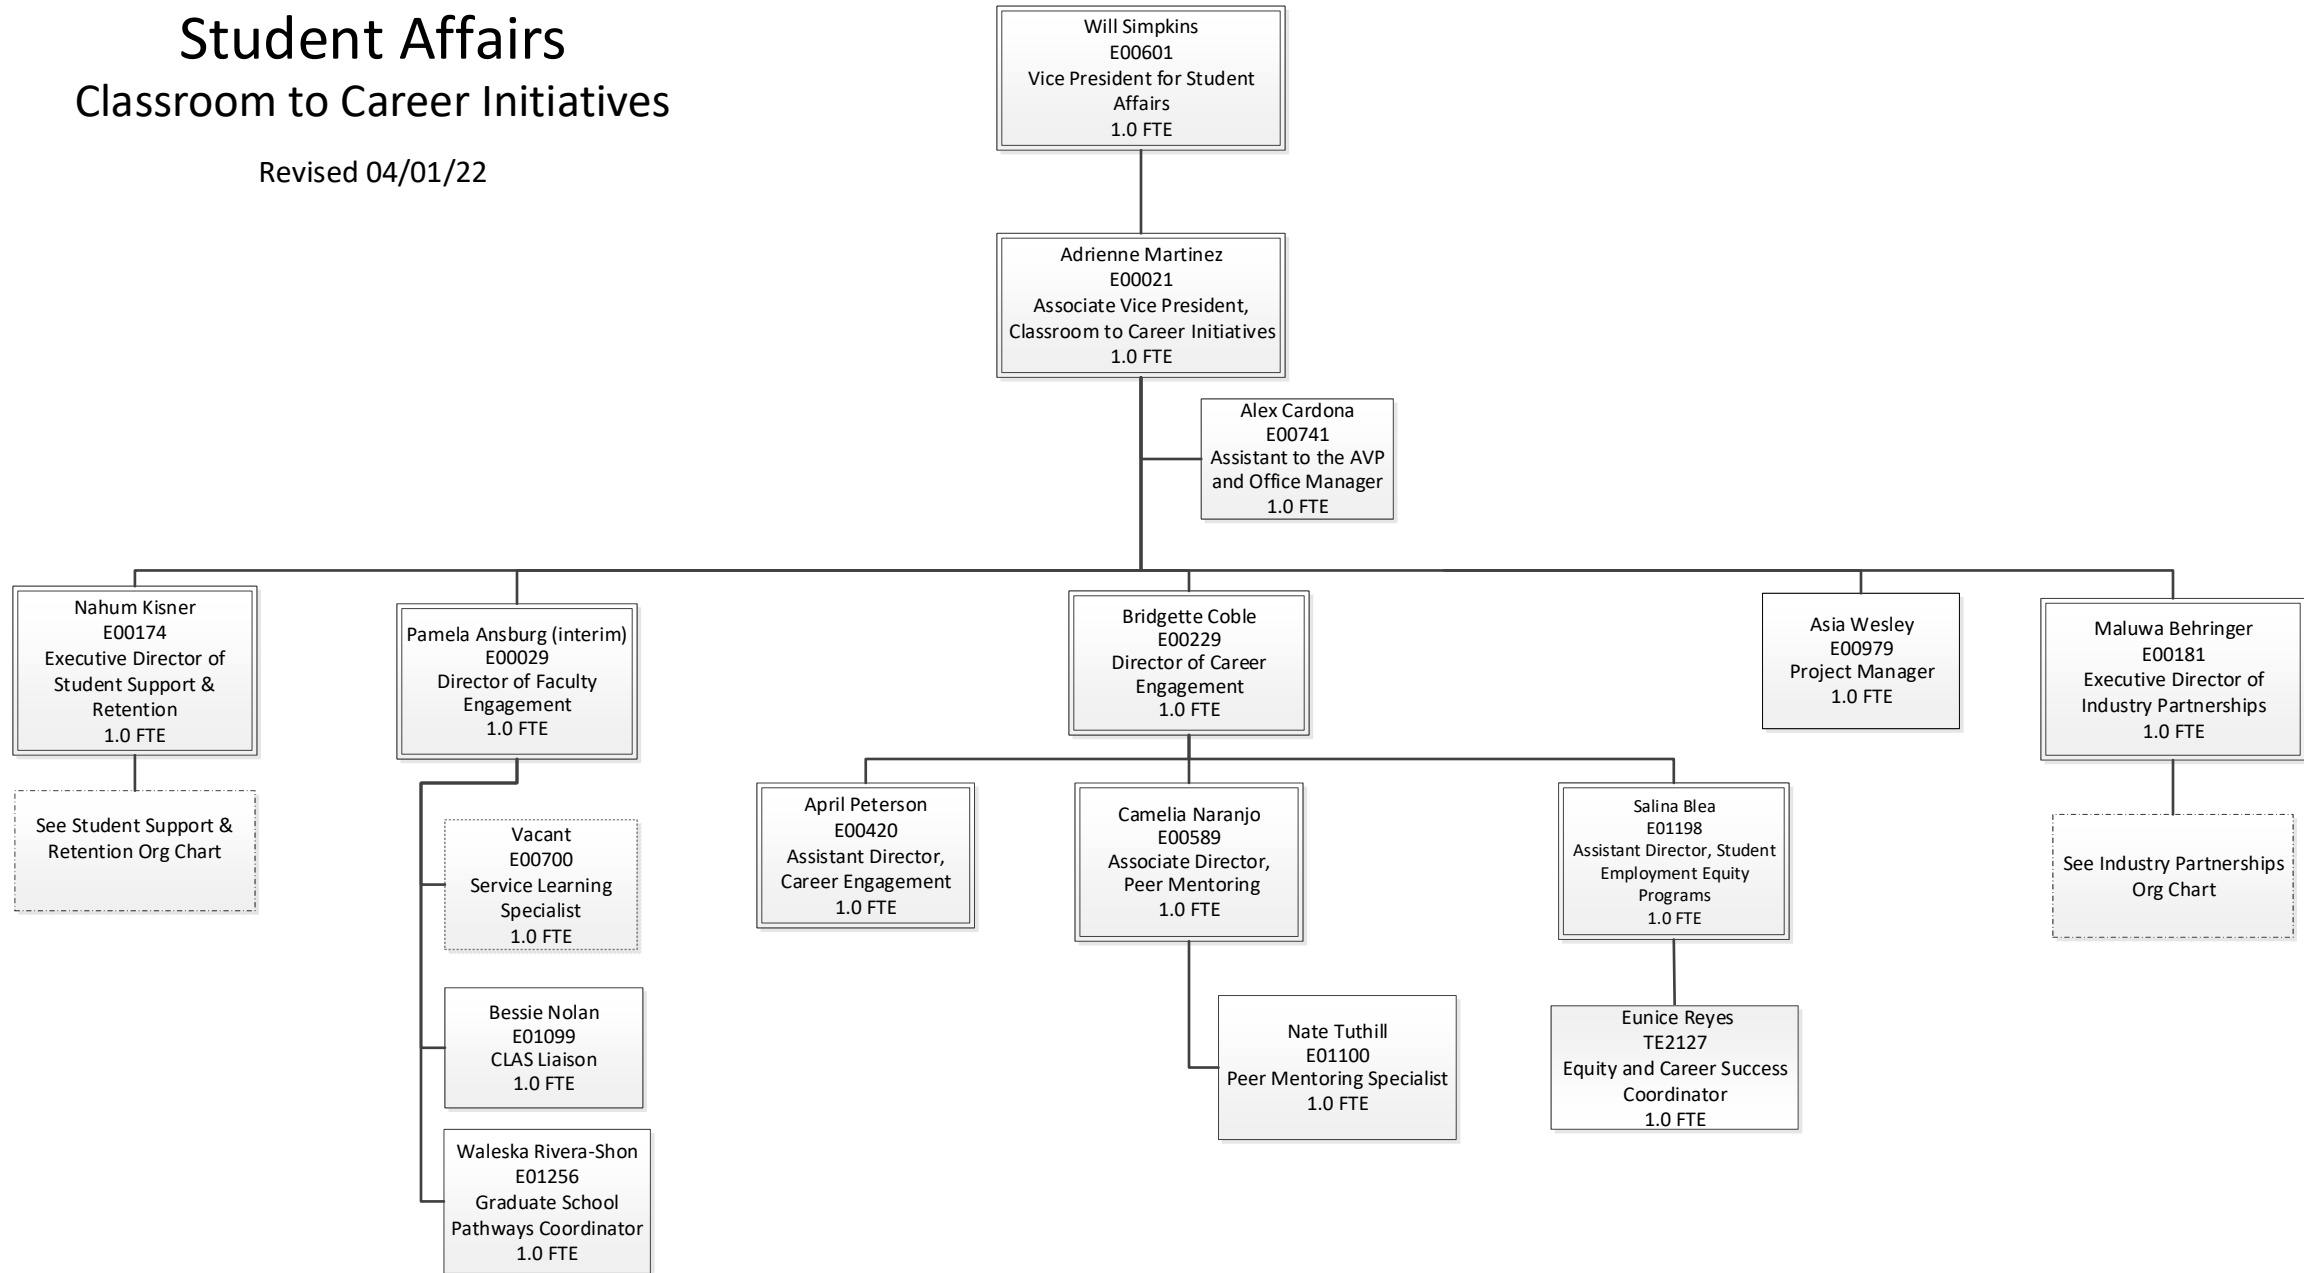 Student Affairs
Classroom to Career Initiatives
Revised 04/01/22
Will Simpkins
E00601
Vice President for Student
Affairs
1.0 FTE
Adrienne Martinez
E00021
Associate Vice President,
Classroom to Career Initiatives
1.0 FTE
Alex Cardona
E00741
Assistant to the AVP
and Office Manager
1.0 FTE
Nahum Kisner
E00174
Executive Director of
Student Support &
Retention
1.0 FTE
Pamela Ansburg (interim)
E00029
Director of Faculty
Engagement
1.0 FTE
Bridgette Coble
E00229
Director of Career
Engagement
1.0 FTE
Asia Wesley
E00979
Project Manager
1.0 FTE
Maluwa Behringer
E00181
Executive Director of
Industry Partnerships
1.0 FTE
See Student Support &
Retention Org Chart
Vacant
E00700
Service Learning
Specialist
1.0 FTE
Bessie Nolan
E01099
CLAS Liaison
1.0 FTE
Waleska Rivera-Shon
E01256
Graduate School
Pathways Coordinator
1.0 FTE
April Peterson
E00420
Assistant Director,
Career Engagement
1.0 FTE
Camelia Naranjo
E00589
Associate Director,
Peer Mentoring
1.0 FTE
Nate Tuthill
E01100
Peer Mentoring Specialist
1.0 FTE
Salina Blea
E01198
Assistant Director, Student
Employment Equity
Programs
1.0 FTE
Eunice Reyes
TE2127
Equity and Career Success
Coordinator
1.0 FTE
See Industry Partnerships
Org Chart